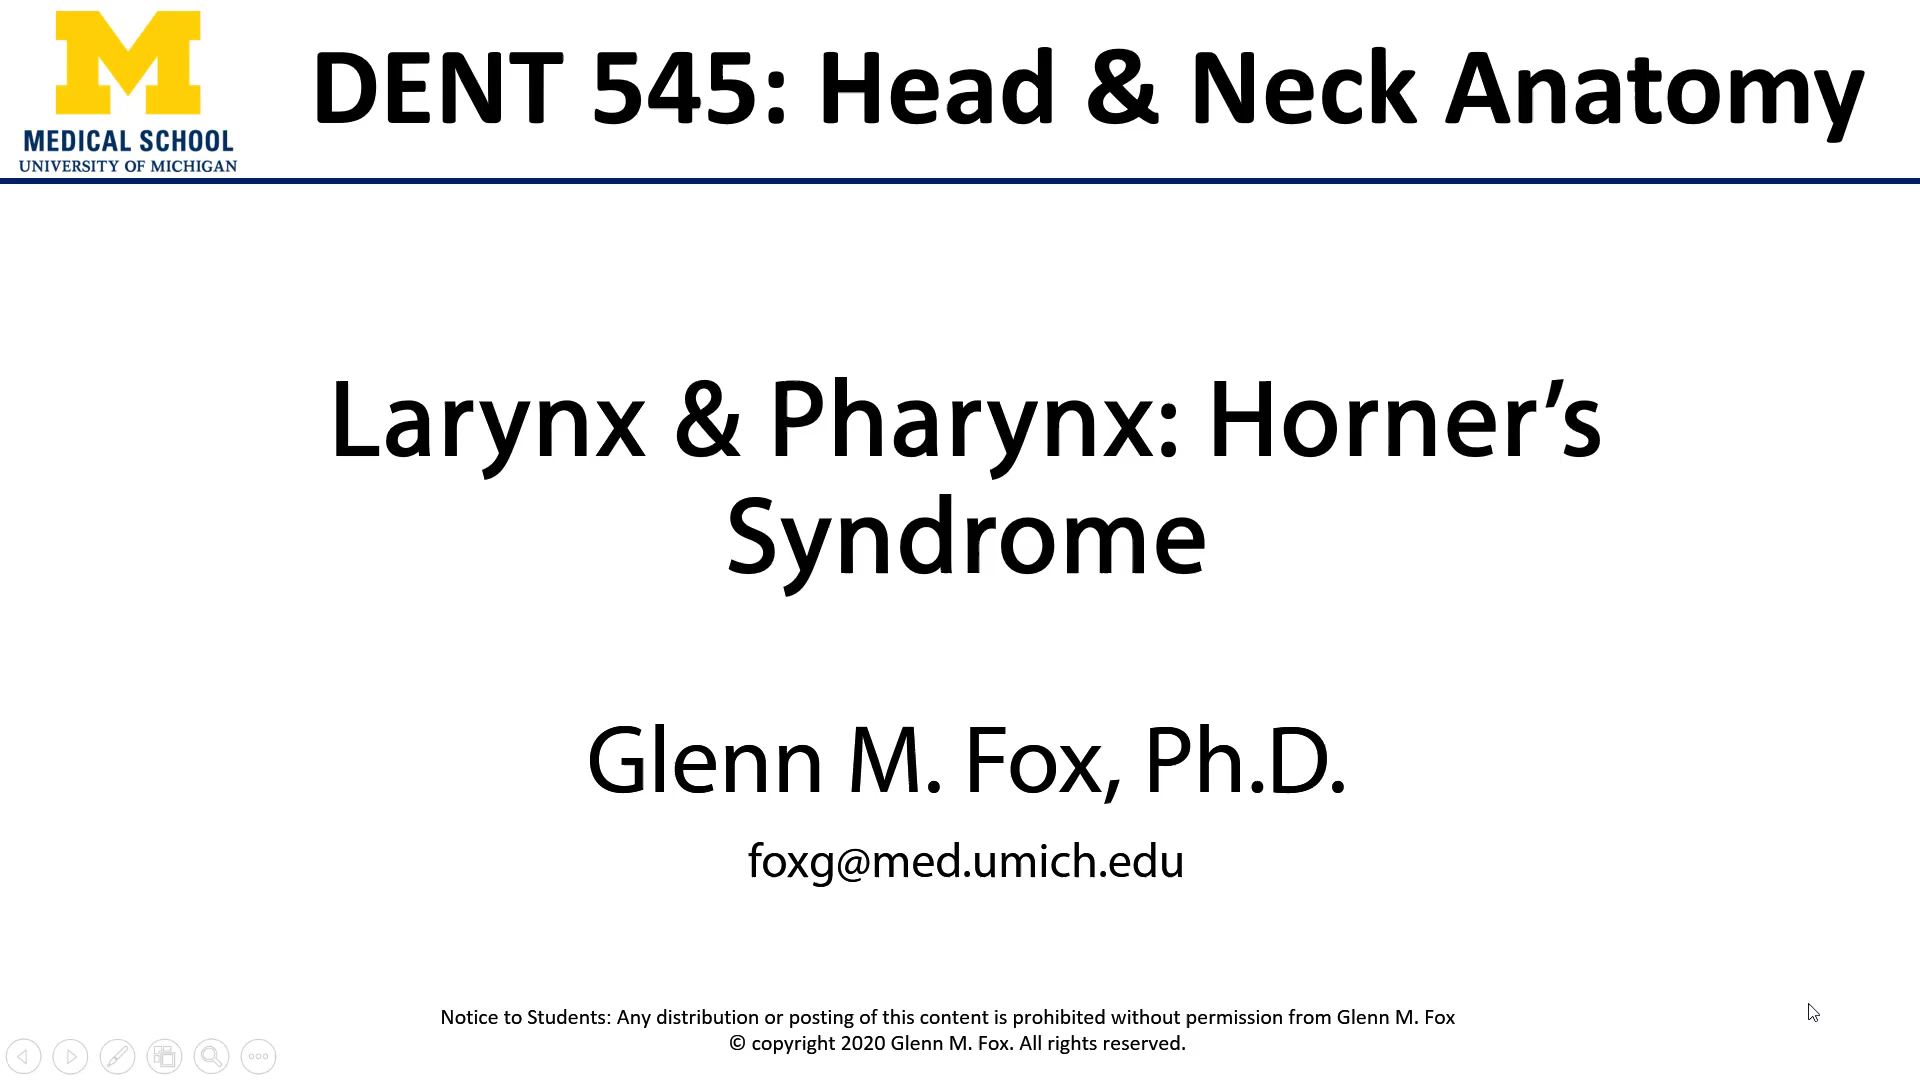 MEDICAL SCHOOL
UNIVERSITY OF MICHIGAN
DENT 545: Head & Neck Anatomy
Larynx & Pharynx: Horner’s
Syndrome
Glenn M. Fox, Ph.D.
foxg@med.umich.edu
Notice to Students: Any distribution or posting of this content is prohibited without permission from Glenn M. Fox
© copyright 2020 Glenn M. Fox. All rights reserved.